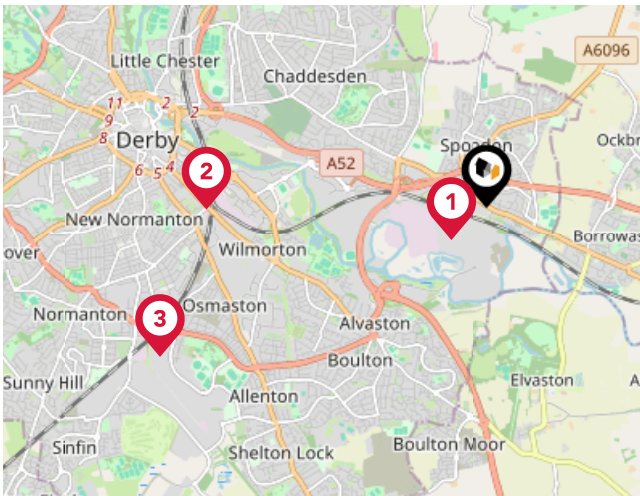 A6096
Little Chester
Chaddesden
11
2
2
9
Derby
8
Spondon
Ockbr
A52
6
5
4
2
1
New Normanton
Wilmorton
Borrowas
over
Normanton
Osmaston
3
Alvaston
Boulton
Sunny Hill
Elvaston
A
Allenton
Sinfin
Shelton Lock
Boulton Moor